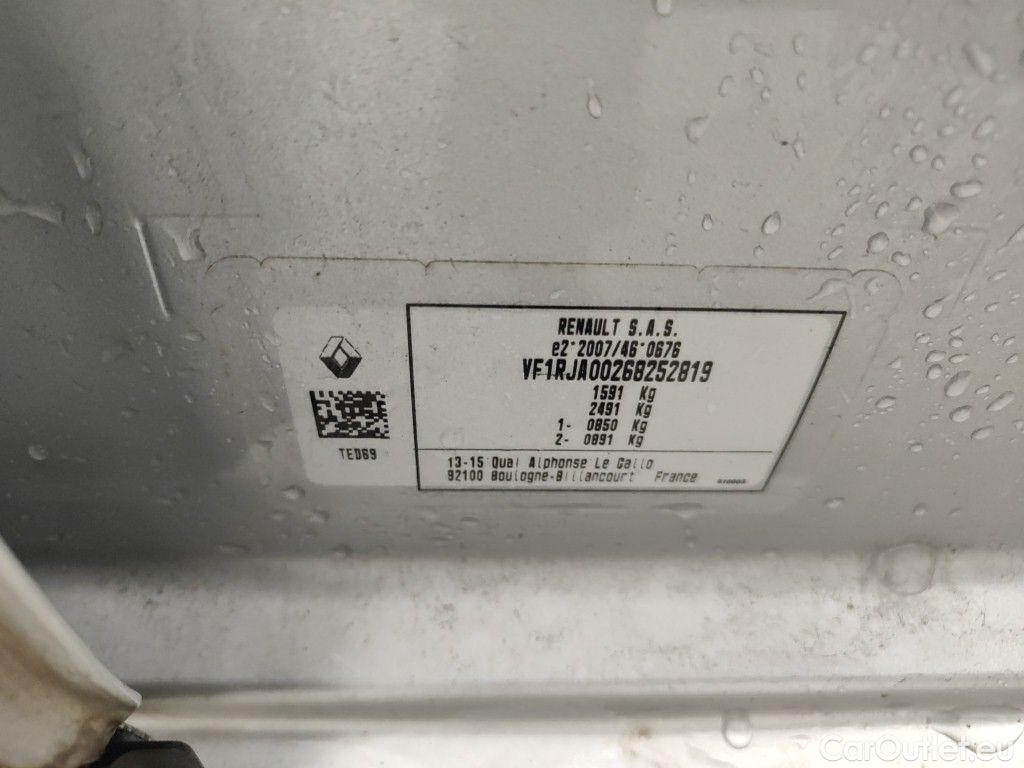 RENAULT S.A.S.
e2*2007/46*0676
VF1RJA00268252819
1591 Kg
2491 Kg
1- 0850 Kg
2- 0891 Kg
TED69
13-15 Quai Alphonse Le Gallo
92100 Boulogne-Billancourt France
CarOutlet.eu